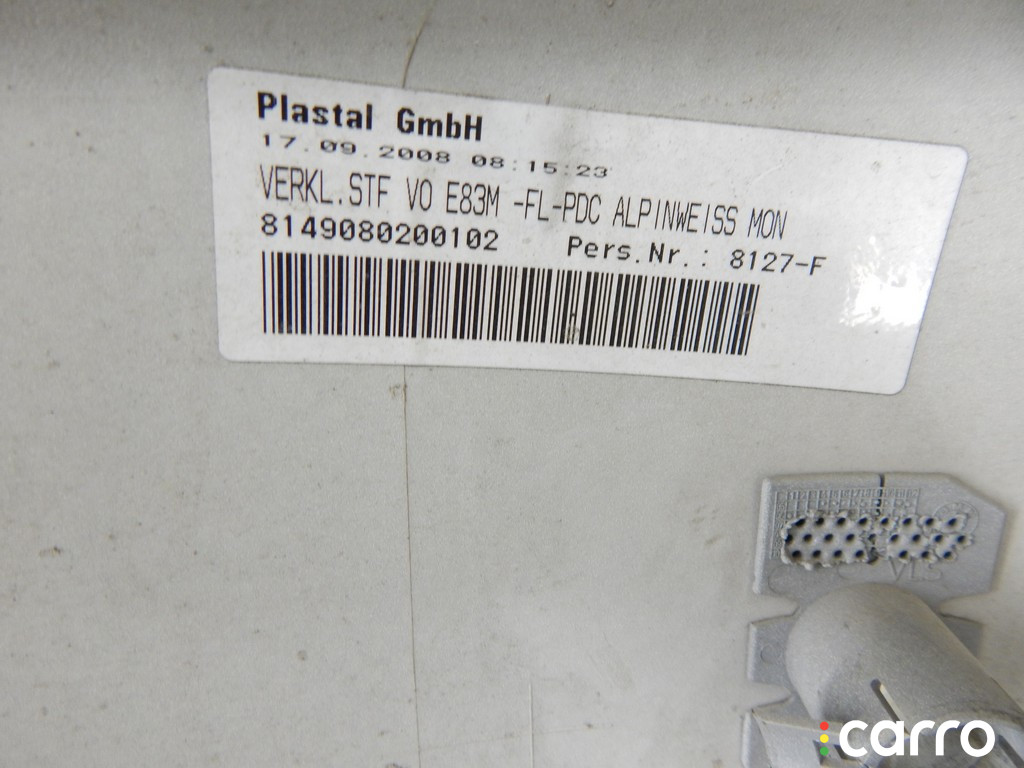 Plastal GmbH
17.09.2008 08:15:23
VERKL.STF VO E83M -FL-PDC ALPINWEISS MON
8149080200102 Pers.Nr.: 8127-F
VLS
carro